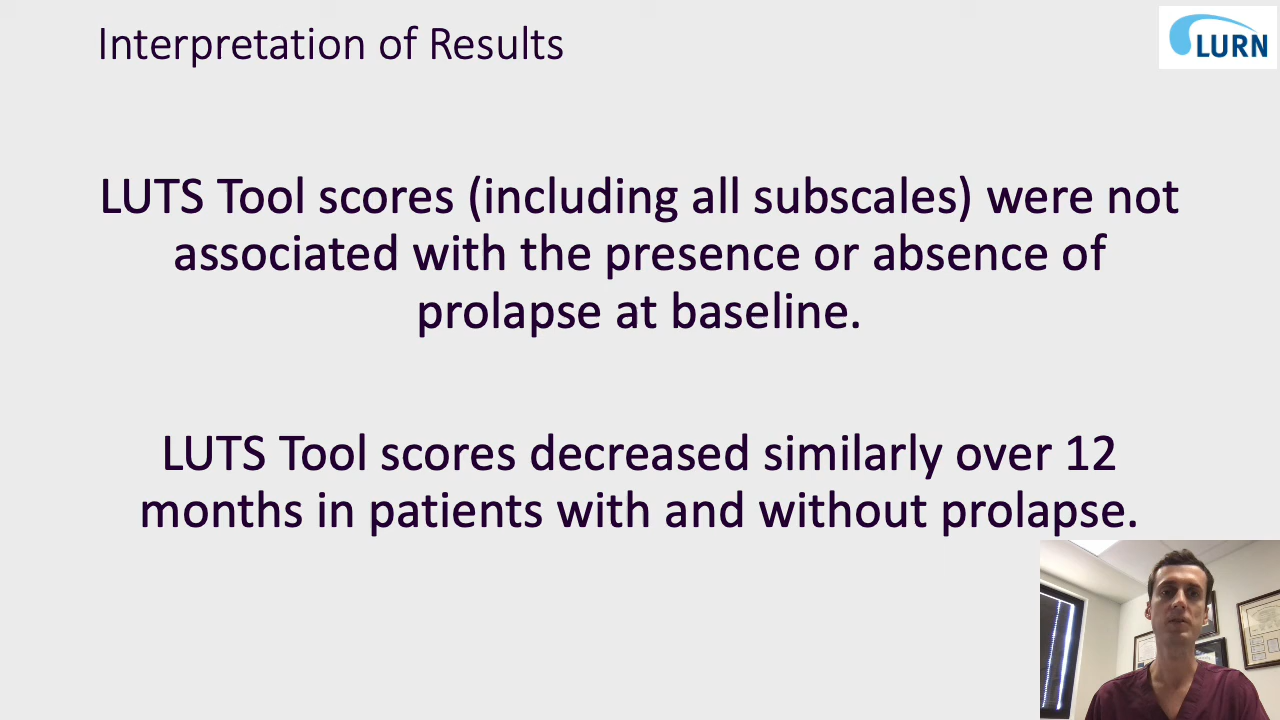 Interpretation of Results
LURN
LUTS Tool scores (including all subscales) were not
associated with the presence or absence of
prolapse at baseline.
LUTS Tool scores decreased similarly over 12
months in patients with and without prolapse.